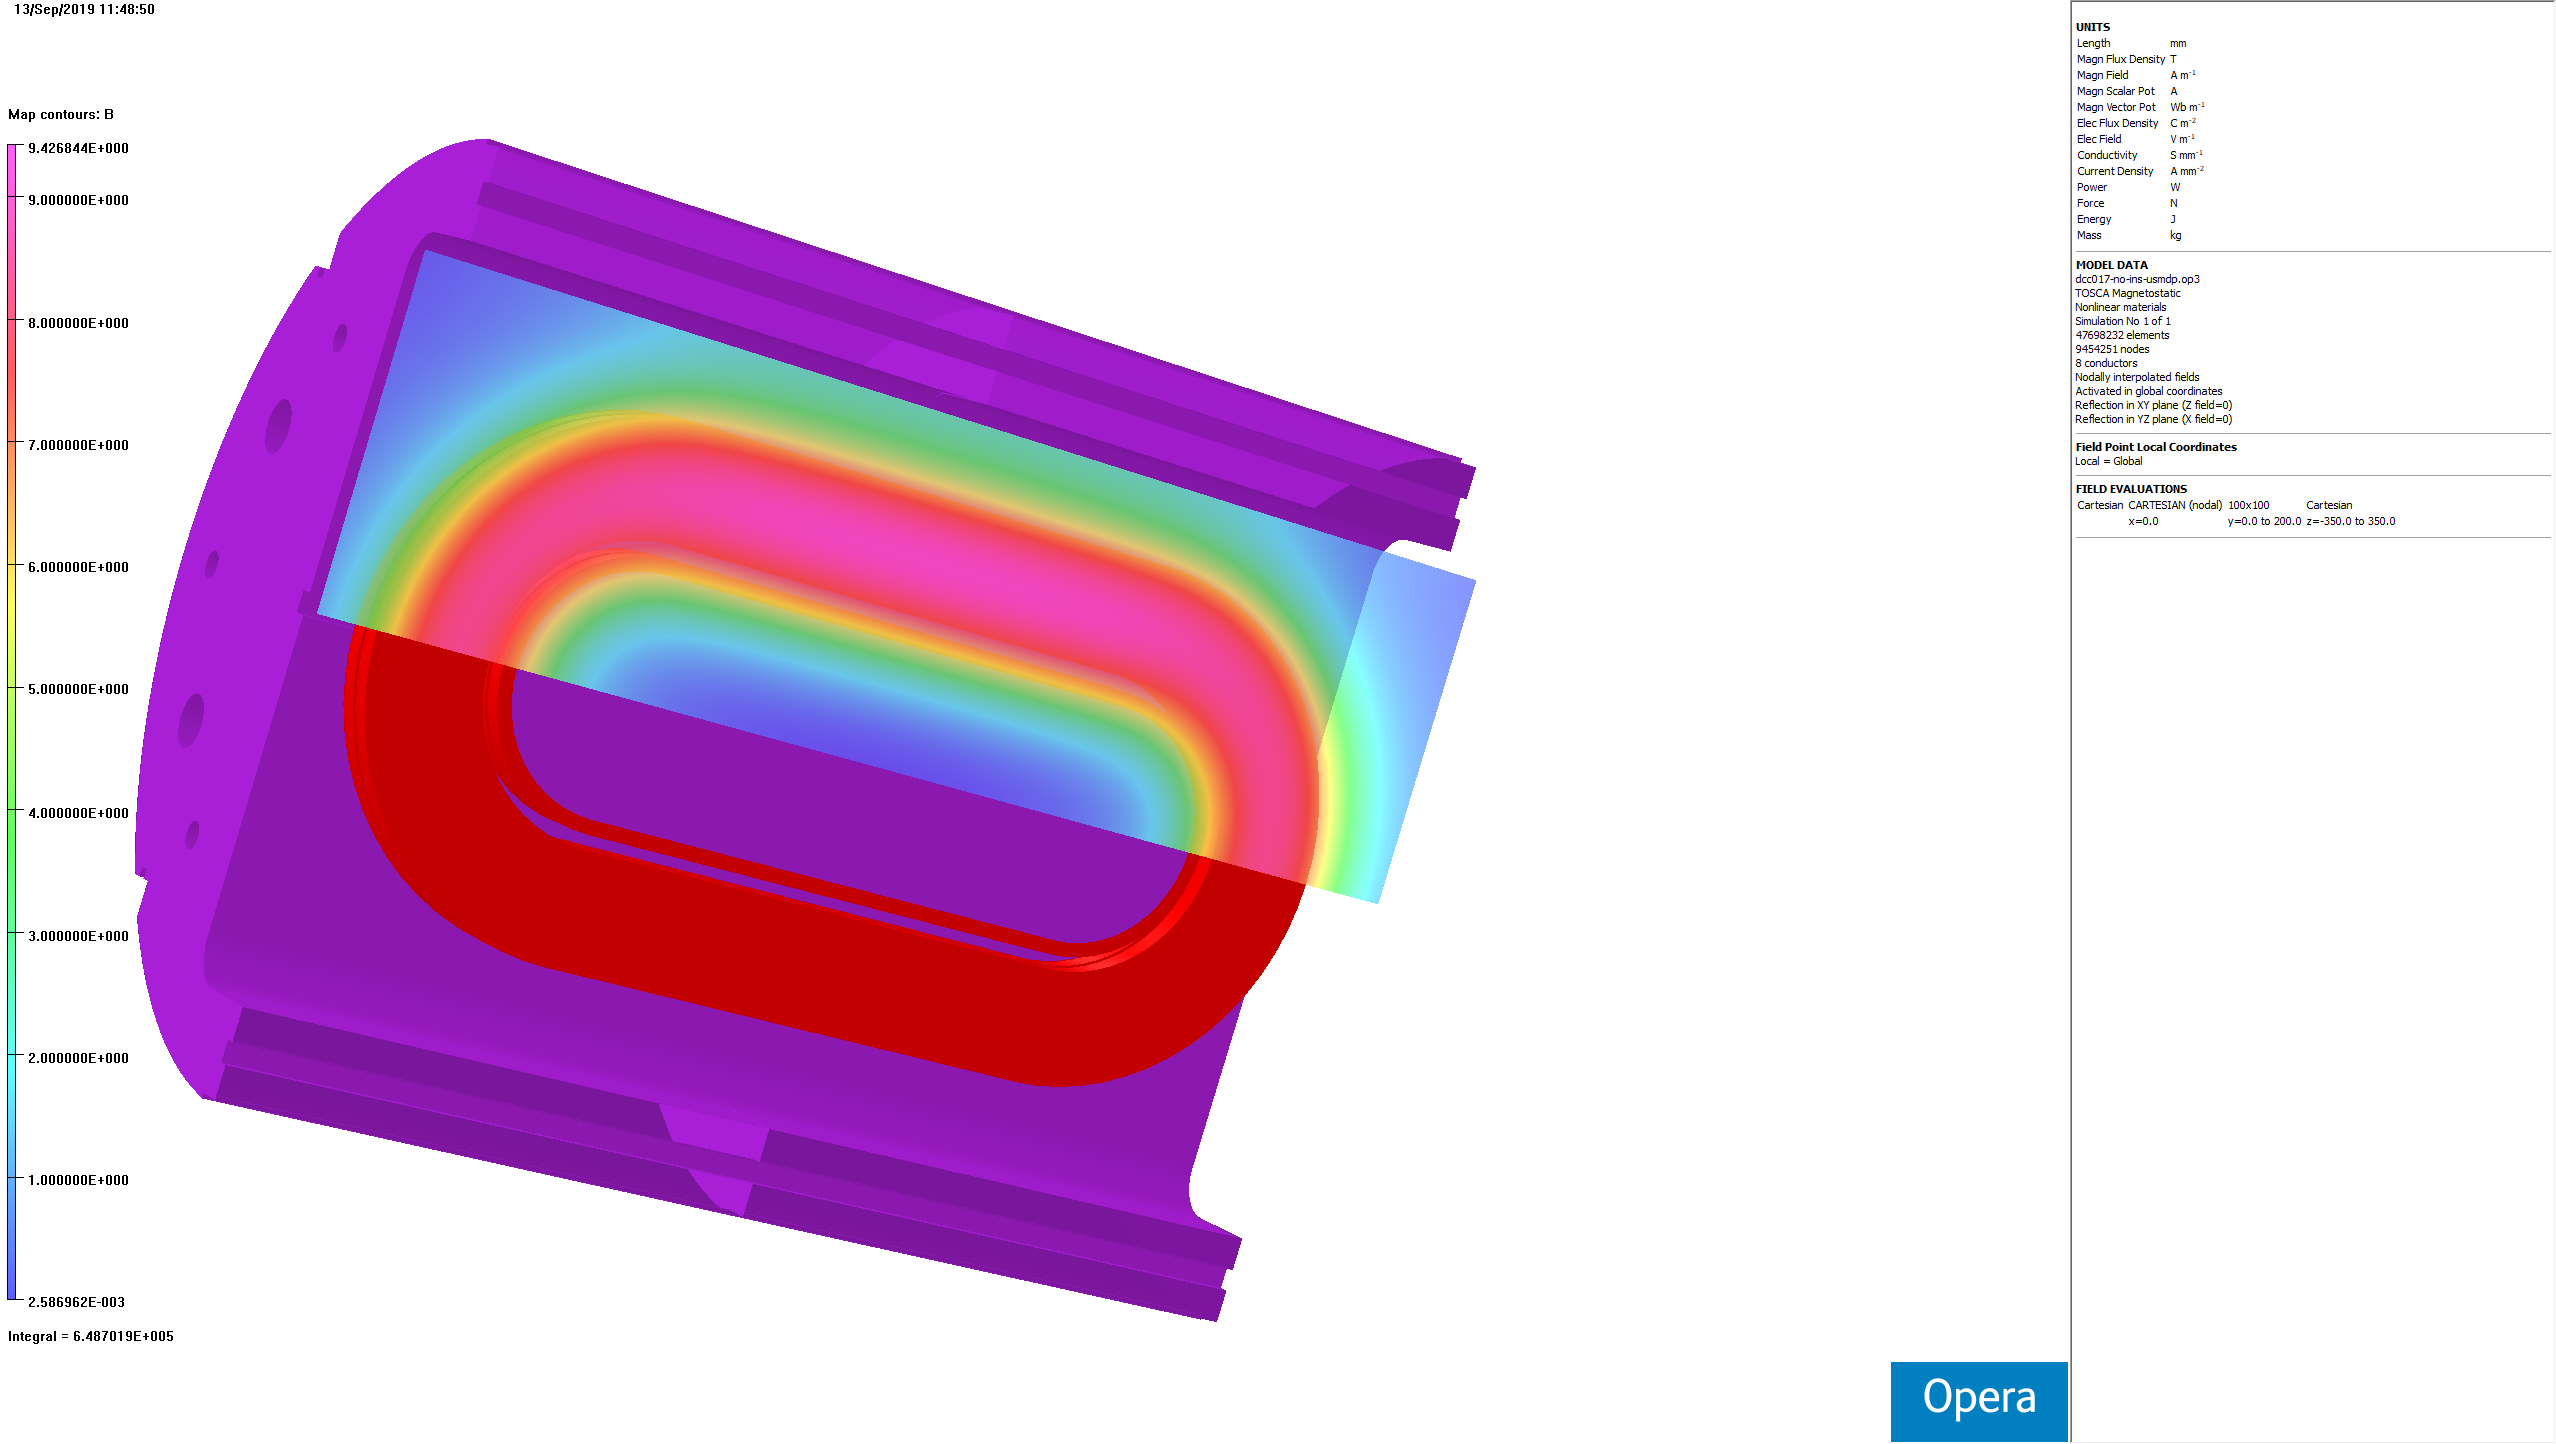 13/Sep/2019 11:48:50
Map contours: B
9.426844E+000
9.000000E+000
8.000000E+000
7.000000E+000
6.000000E+000
5.000000E+000
4.000000E+000
3.000000E+000
2.000000E+000
1.000000E+000
2.586962E-003
Integral = 6.487019E+005
Opera
UNITS
Length mm
Magn Flux Density T
Magn Field A m-1
Magn Scalar Pot A
Magn Vector Pot Wb m-1
Elec Flux Density C m-2
Elec Field V m-1
Conductivity S mm-1
Current Density A mm-2
Power W
Force N
Energy J
Mass kg
MODEL DATA
dcc017-no-ins-usmdp.op3
TOSCA Magnetostatic
Nonlinear materials
Simulation No 1 of 1
47698232 elements
9454251 nodes
8 conductors
Nodally interpolated fields
Activated in global coordinates
Reflection in XY plane (Z field=0)
Reflection in YZ plane (X field=0)
Field Point Local Coordinates
Local = Global
FIELD EVALUATIONS
Cartesian CARTESIAN (nodal) 100x100 Cartesian
x=0.0 y=0.0 to 200.0 z=-350.0 to 350.0